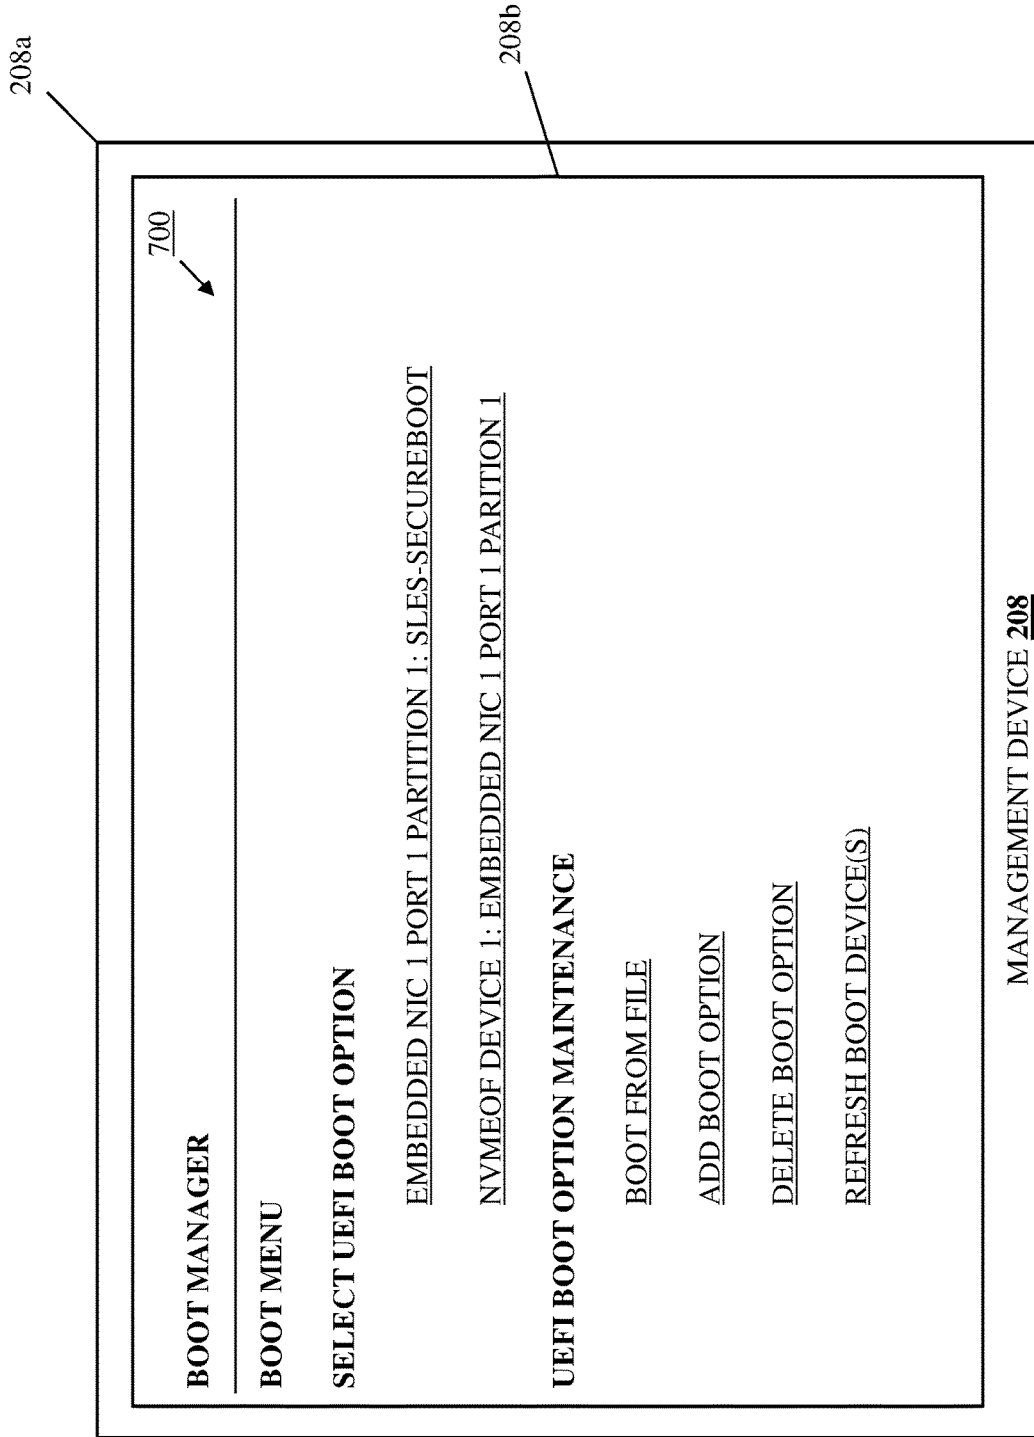 208a
208b
700
BOOT MANAGER
BOOT MENU
SELECT UEFI BOOT OPTION
EMBEDDED NIC 1 PORT 1 PARTITION 1: SLES-SECUREBOOT
NVMEOF DEVICE 1: EMBEDDED NIC 1 PORT 1 PARITION 1
UEFI BOOT OPTION MAINTENANCE
BOOT FROM FILE
ADD BOOT OPTION
DELETE BOOT OPTION
REFRESH BOOT DEVICE(S)
MANAGEMENT DEVICE 208